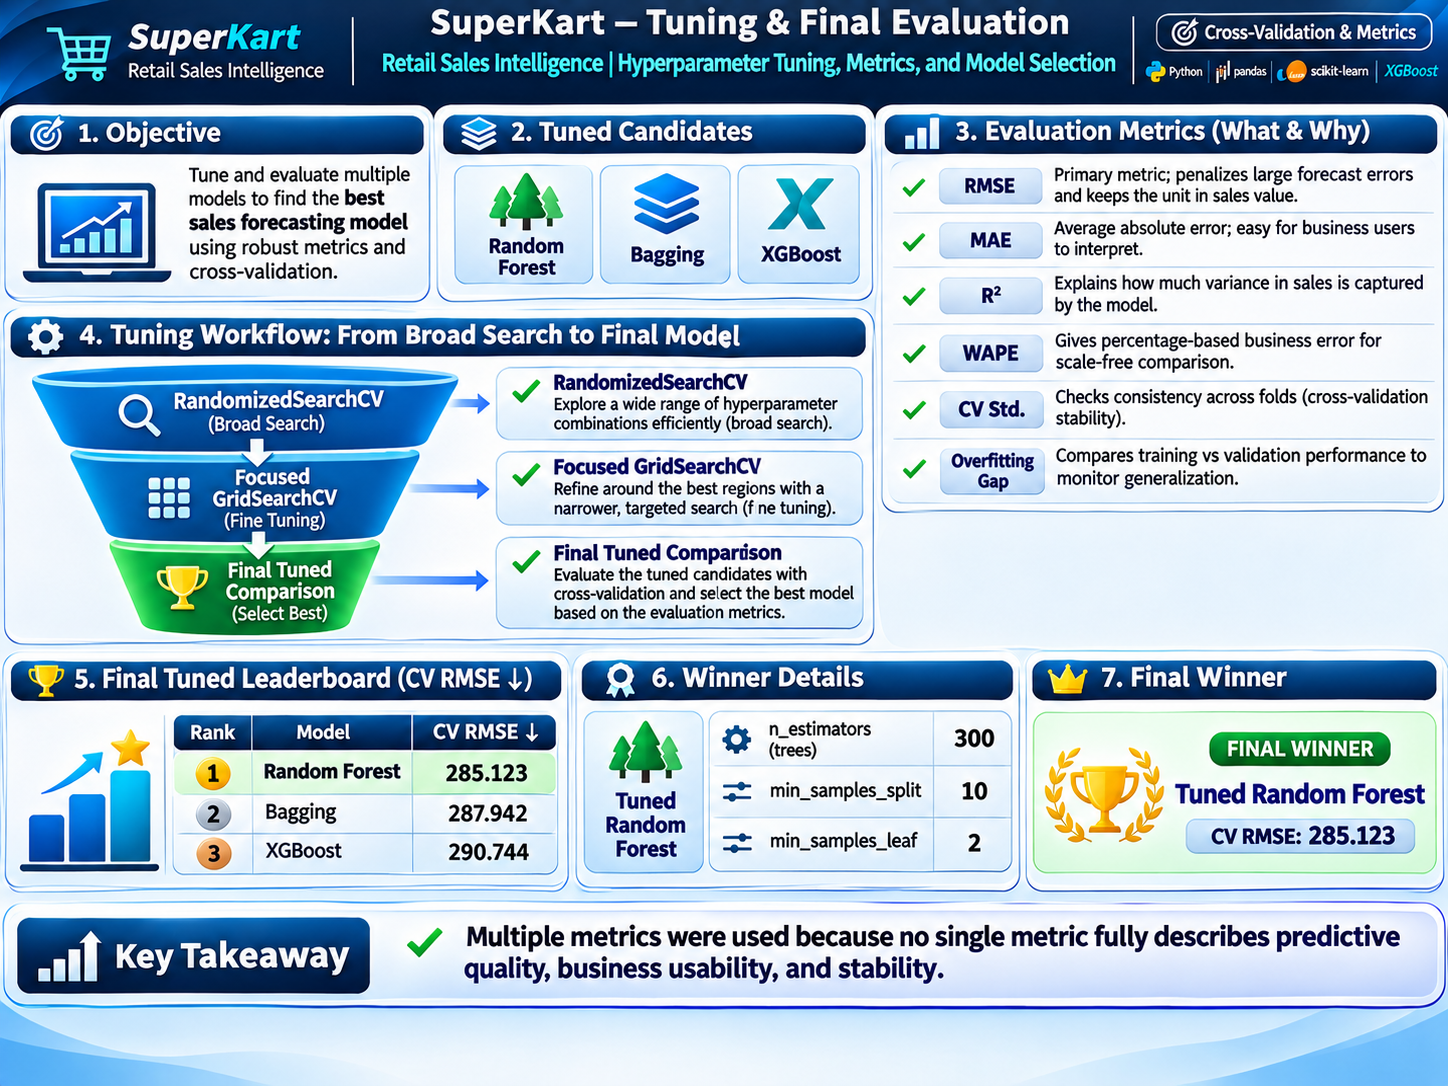 SuperKart
Retail Sales Intelligence
SuperKart – Tuning & Final Evaluation
Retail Sales Intelligence | Hyperparameter Tuning, Metrics, and Model Selection
Cross-Validation & Metrics
Python | pandas | scikit-learn | XGBoost
1. Objective
Tune and evaluate multiple
models to find the best
sales forecasting model
using robust metrics and
cross-validation.
2. Tuned Candidates
Random
Forest
Bagging
XGBoost
3. Evaluation Metrics (What & Why)
RMSE
Primary metric; penalizes large forecast errors
and keeps the unit in sales value.
MAE
Average absolute error; easy for business users
to interpret.
R²
Explains how much variance in sales is captured
by the model.
WAPE
Gives percentage-based business error for
scale-free comparison.
CV Std.
Checks consistency across folds (cross-validation
stability).
Overfitting
Gap
Compares training vs validation performance to
monitor generalization.
4. Tuning Workflow: From Broad Search to Final Model
RandomizedSearchCV
(Broad Search)
Focused
GridSearchCV
(Fine Tuning)
Final Tuned
Comparison
(Select Best)
RandomizedSearchCV
Explore a wide range of hyperparameter
combinations efficiently (broad search).
Focused GridSearchCV
Refine around the best regions with a
narrower, targeted search (f ne tuning).
Final Tuned Comparison
Evaluate the tuned candidates with
cross-validation and select the best model
based on the evaluation metrics.
5. Final Tuned Leaderboard (CV RMSE ↓)
Rank Model CV RMSE ↓
1 Random Forest 285.123
2 Bagging 287.942
3 XGBoost 290.744
6. Winner Details
Tuned
Random
Forest
n_estimators
(trees)
300
min_samples_split 10
min_samples_leaf 2
7. Final Winner
FINAL WINNER
Tuned Random Forest
CV RMSE: 285.123
Key Takeaway
Multiple metrics were used because no single metric fully describes predictive
quality, business usability, and stability.